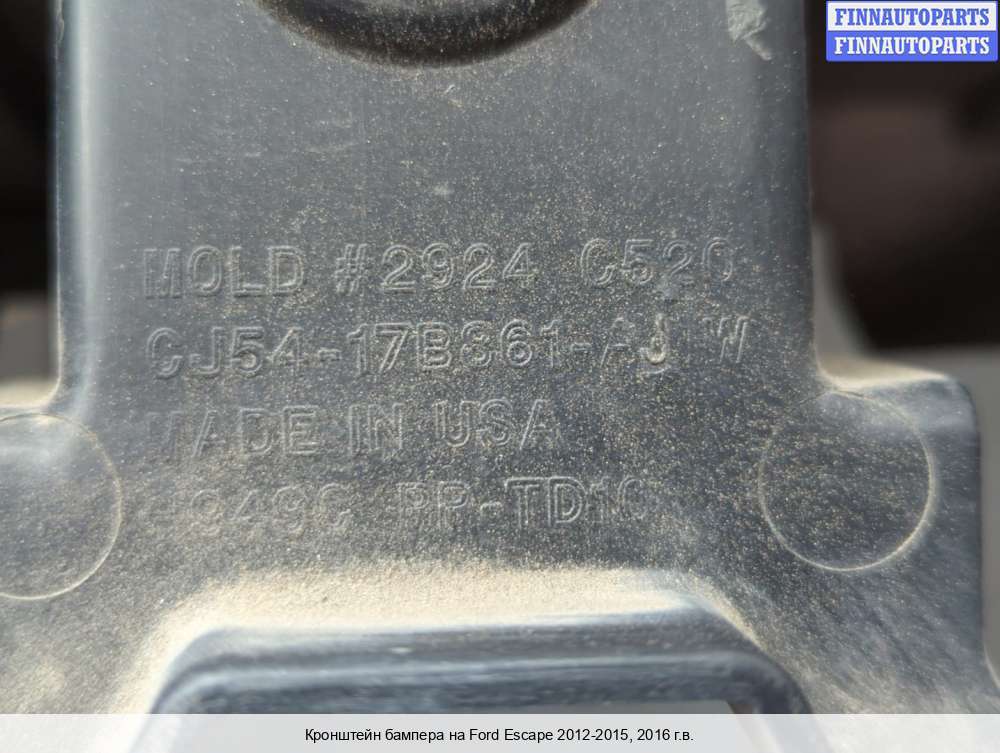 FINNAUTOPARTS
FINNAUTOPARTS
MOLD #2924 C520
CJ54-17B861-AJ W
MADE IN USA
PP-TD10
Кронштейн бампера на Ford Escape 2012-2015, 2016 г.в.